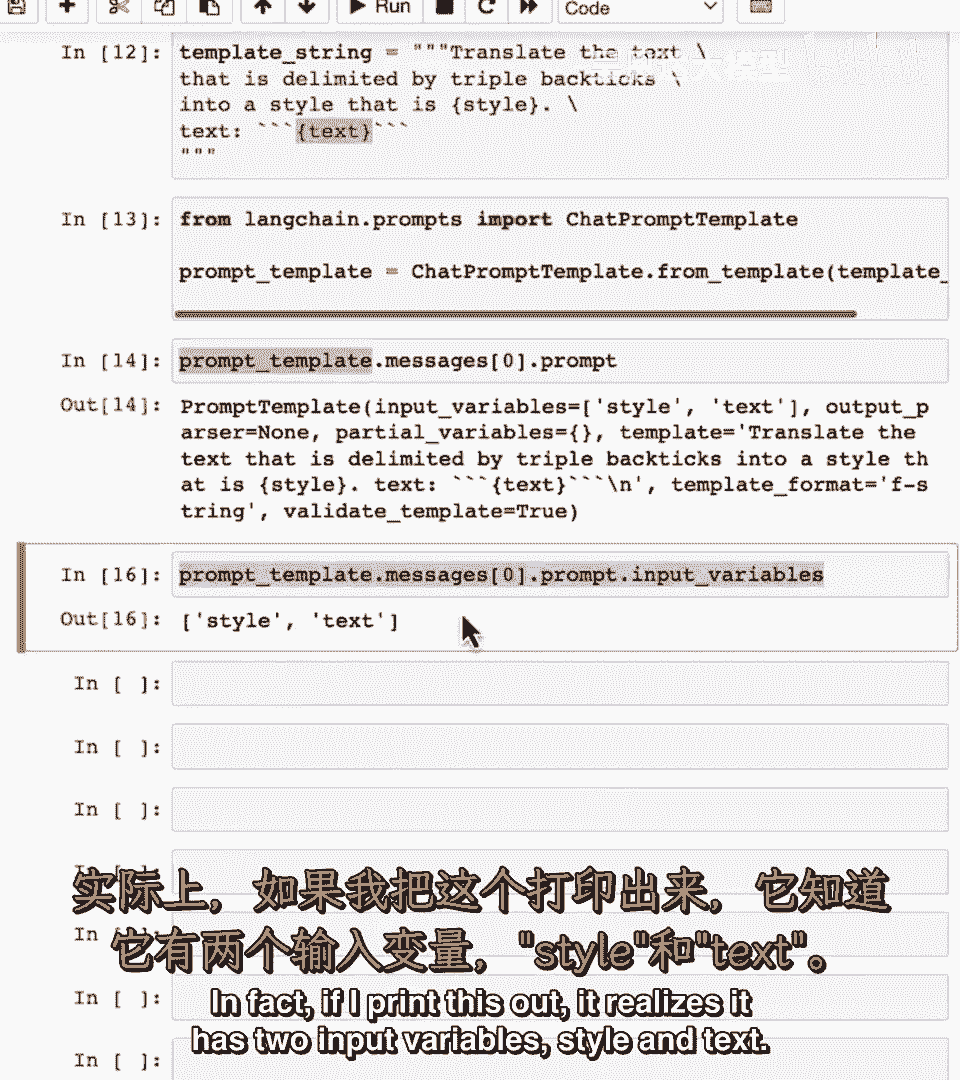 Run
Code
In [12]:
template_string = """Translate the text \
that is delimited by triple backticks \
into a style that is {style}. \
text: ```{text}```
"""
In [13]:
from langchain.prompts import ChatPromptTemplate
prompt_template = ChatPromptTemplate.from_template(template_
In [14]:
prompt_template.messages[0].prompt
Out[14]:
PromptTemplate(input_variables=['style', 'text'], output_p
arser=None, partial_variables={}, template='Translate the
text that is delimited by triple backticks into a style th
at is {style}. text: ```{text}```\n', template_format='f-s
tring', validate_template=True)
In [16]:
prompt_template.messages[0].prompt.input_variables
Out[16]:
['style', 'text']
In [ ]:
In [ ]:
In [ ]:
实际上，如果我把这个打印出来，它知道
In
它有两个输入变量，"style"和"text"。
In [ ]:
In fact, if I print this out, it realizes it
has two input variables, style and text.
In [ ]: